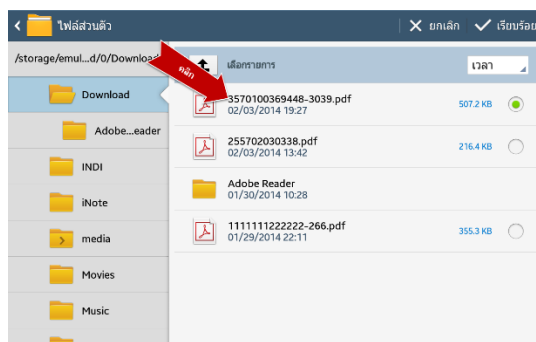 ไฟล์ส่วนตัว
ยกเลิก
เรียบร้อย
/storage/emul...d/0/Download
คลิก
เลือกรายการ
เวลา
Download
Adobe...eader
INDI
iNote
media
Movies
Music
3570100369448-3039.pdf
02/03/2014 19:27
507.2 KB
255702030338.pdf
02/03/2014 13:42
216.4 KB
Adobe Reader
01/30/2014 10:28
1111111222222-266.pdf
01/29/2014 22:11
355.3 KB